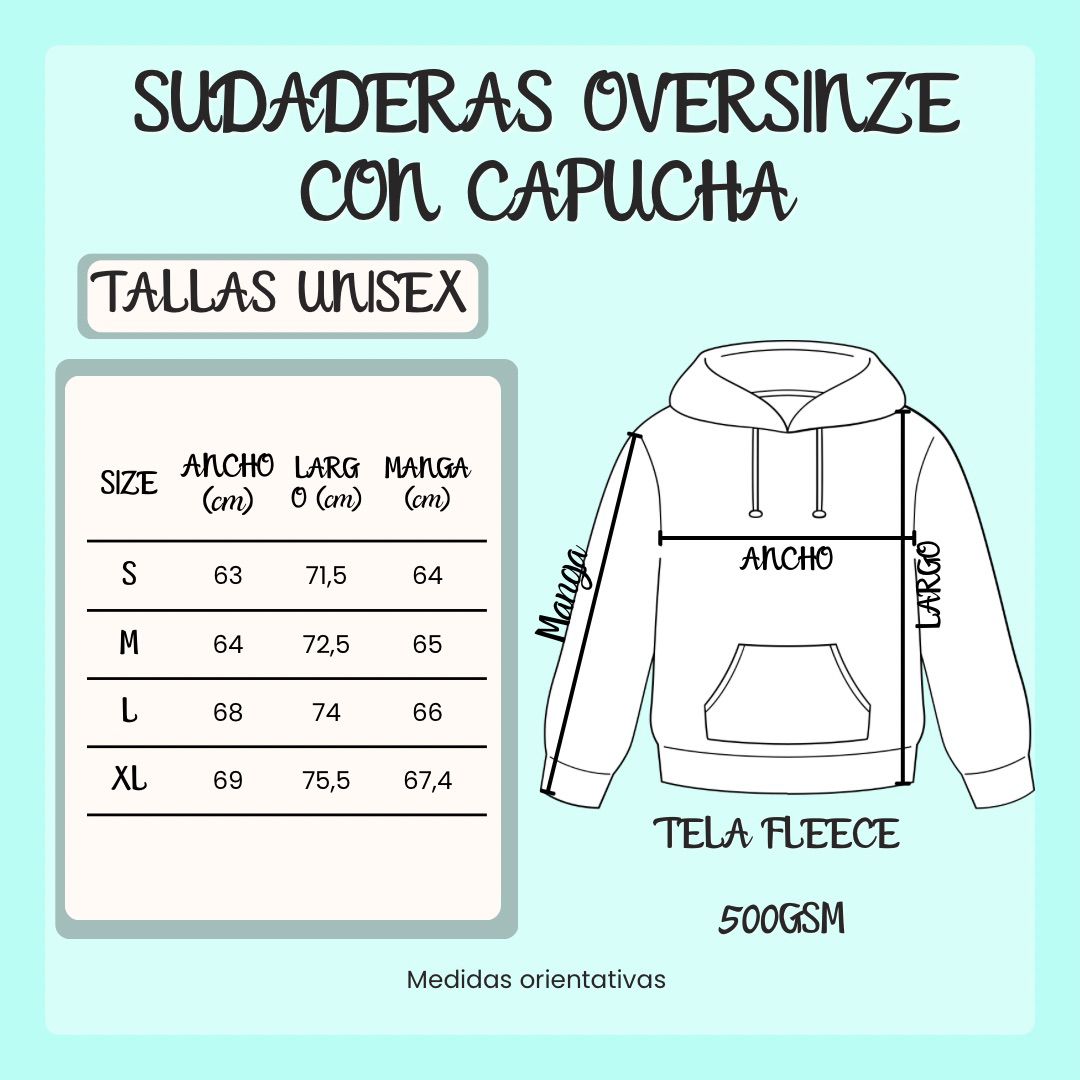 SUDADERAS OVERSINZE
CON CAPUCHA
TALLAS UNISEX
SIZE ANCHO (cm) LARG
O (cm) MANGA (cm)
S 63 71,5 64
M 64 72,5 65
L 68 74 66
XL 69 75,5 67,4
Manga
ANCHO
LARGO
TELA FLEECE
500GSM
Medidas orientativas